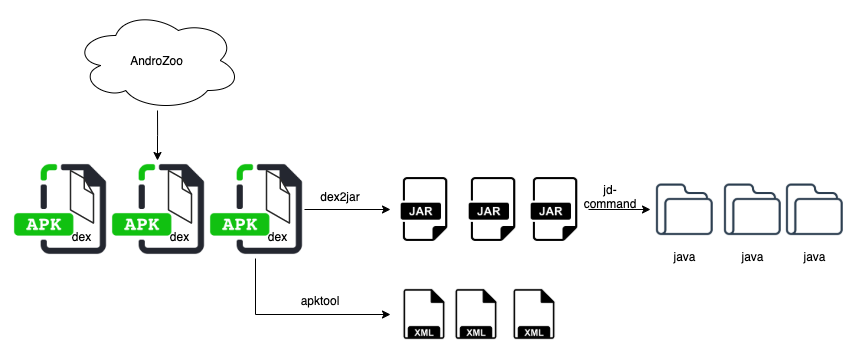 AndroZoo
APK
dex
APK
dex
APK
dex
dex2jar
JAR
JAR
JAR
jd-
command
java
java
java
apktool
XML
XML
XML